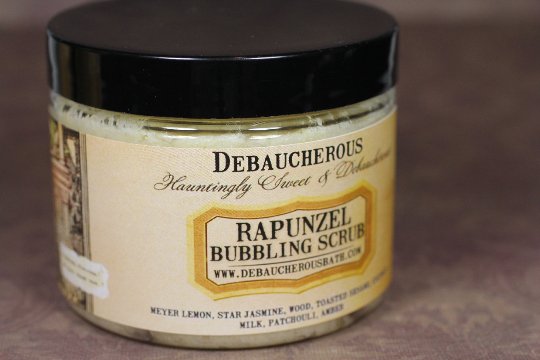 DEBAUCHEROUS
Hauntingly Sweet & Debaucherous
RAPUNZEL
BUBBLING SCRUB
WWW.DEBAUCHEROUSBATH.COM
MEYER LEMON, STAR JASMINE, WOOD, TOASTED SESAME,
MILK, PATCHOULI, AMBER